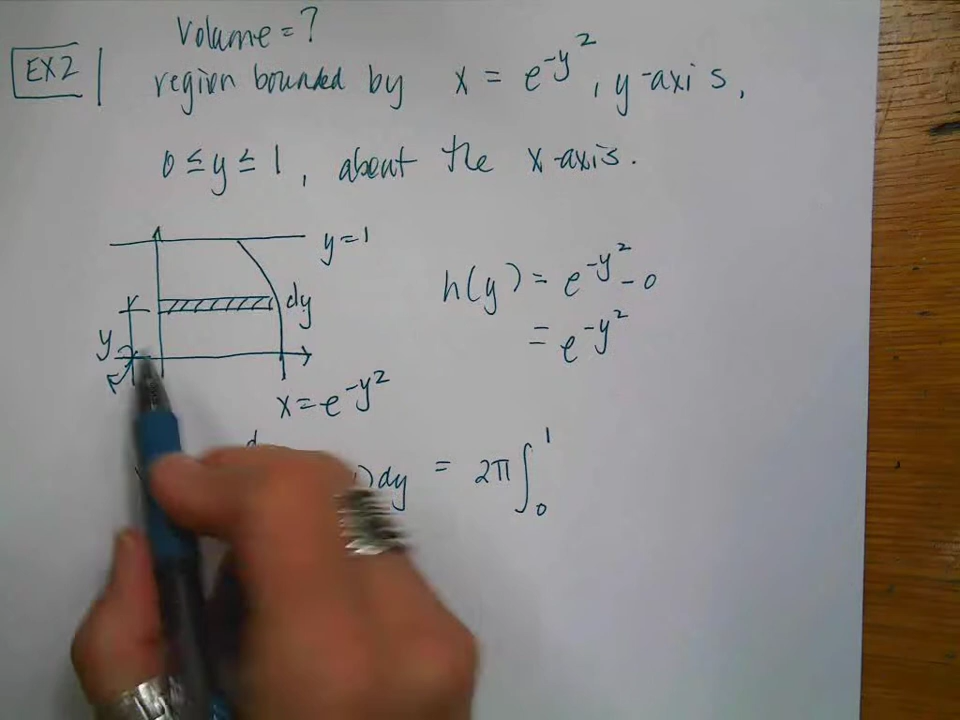 Volume = ?
EX2
region bounded by x = e^{-y^2}, y-axis,
0 ≤ y ≤ 1, about the x-axis.
y=1
dy
y
x=e^{-y^2}
h(y) = e^{-y^2} - 0
= e^{-y^2}
d
) dy = 2π ∫_0^1